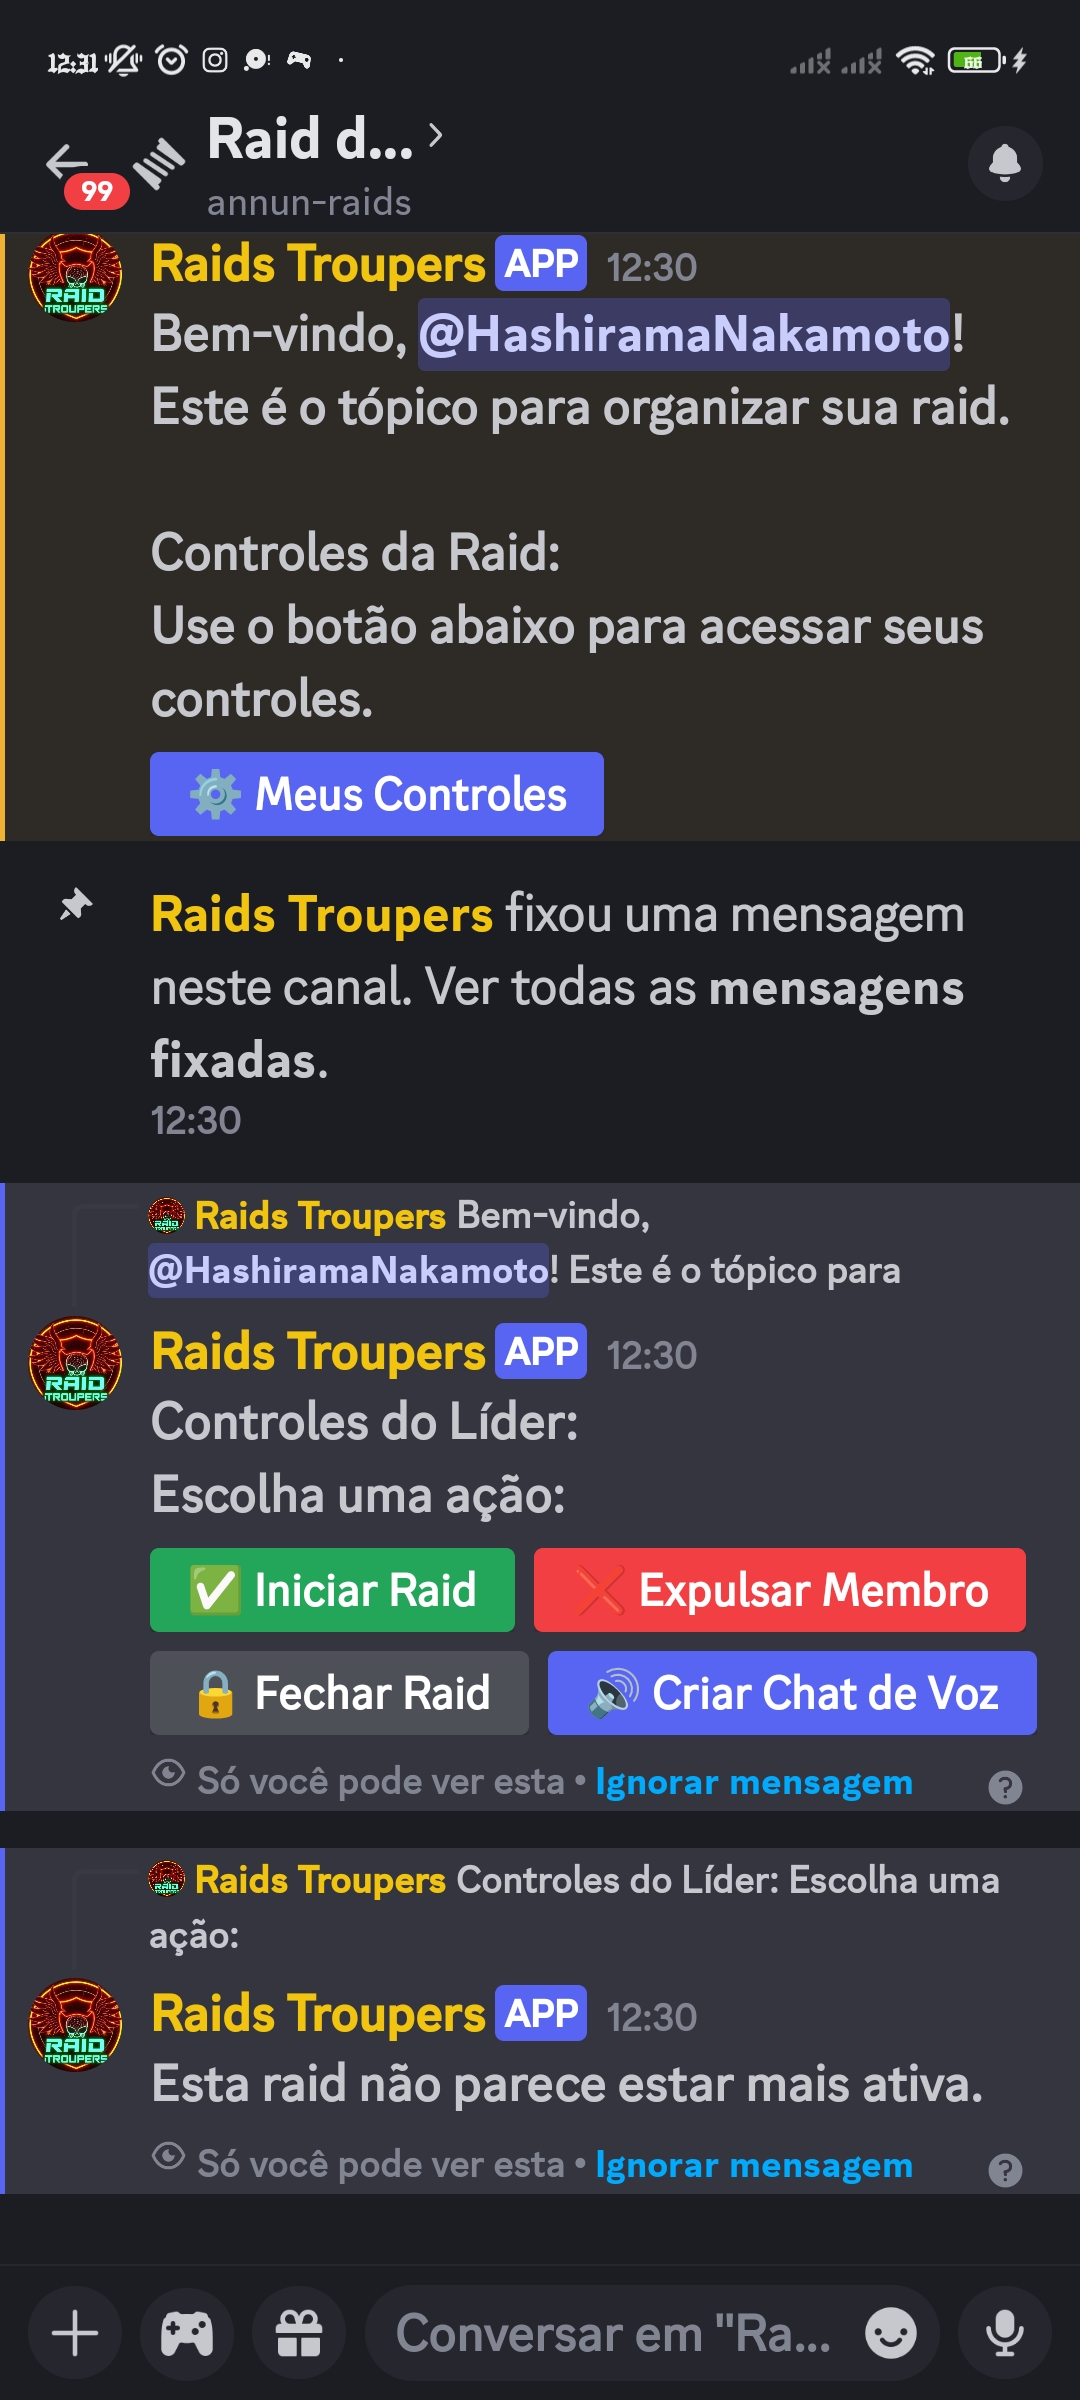 12:31
66
Raid d...
99
annun-raids
Raids Troupers APP 12:30
Bem-vindo, @HashiramaNakamoto!
Este é o tópico para organizar sua raid.
Controles da Raid:
Use o botão abaixo para acessar seus
controles.
Meus Controles
Raids Troupers fixou uma mensagem
neste canal. Ver todas as mensagens
fixadas.
12:30
Raids Troupers Bem-vindo,
@HashiramaNakamoto! Este é o tópico para
Raids Troupers APP 12:30
RAID
TROUPERS
Controles do Líder:
Escolha uma ação:
Iniciar Raid
Expulsar Membro
Fechar Raid
Criar Chat de Voz
Só você pode ver esta • Ignorar mensagem
Raids Troupers Controles do Líder: Escolha uma
ação:
Raids Troupers APP 12:30
RAID
TROUPERS
Esta raid não parece estar mais ativa.
Só você pode ver esta • Ignorar mensagem
Conversar em "Ra...